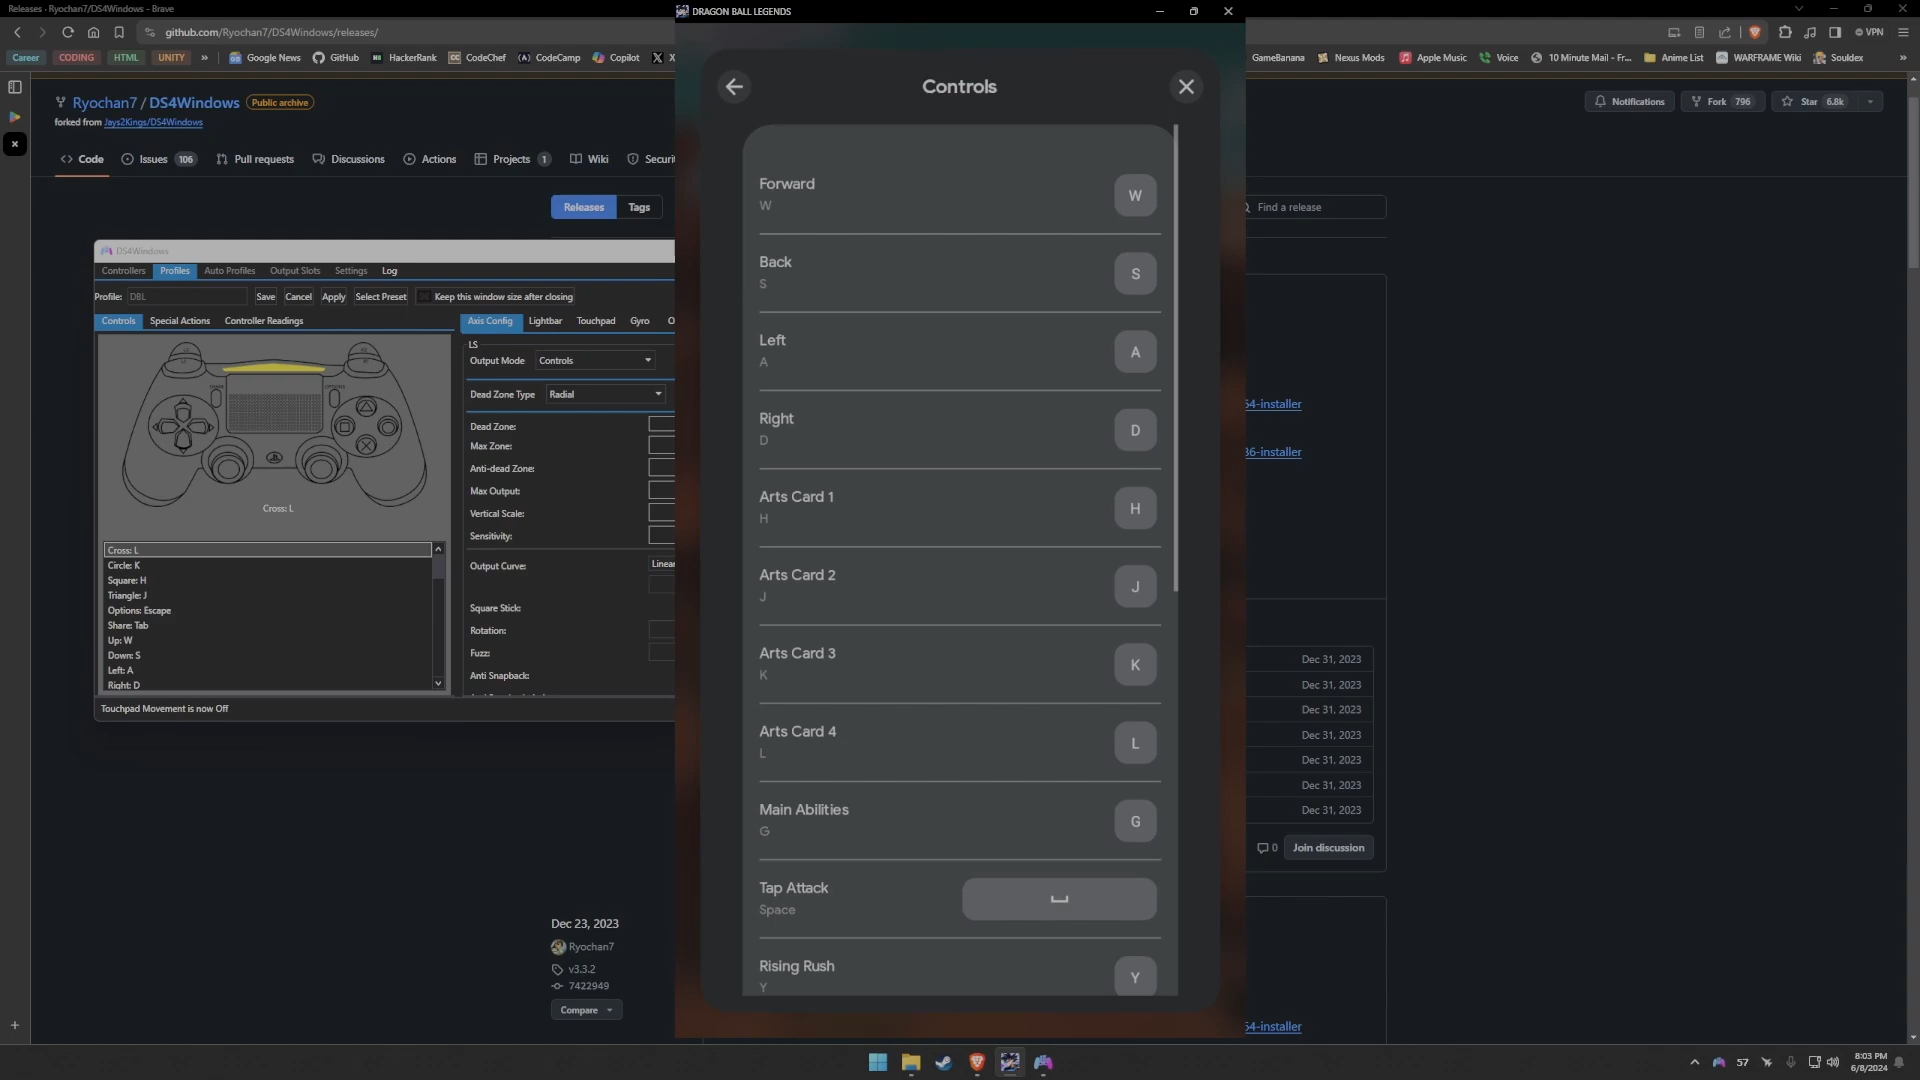 Releases · Ryochan7/DS4Windows - Brave
DRAGON BALL LEGENDS
github.com/Ryochan7/DS4Windows/releases/
VPN
Career
CODING
HTML
UNITY
»
Google News
GitHub
HackerRank
CodeChef
CodeCamp
Copilot
X
GameBanana
Nexus Mods
Apple Music
Voice
10 Minute Mail - Fr...
Anime List
WARFRAME Wiki
Souldex
»
Ryochan7 / DS4Windows
Public archive
forked from Jays2Kings/DS4Windows
Notifications
Fork 796
Star 6.8k
Code
Issues 106
Pull requests
Discussions
Actions
Projects 1
Wiki
Securi
Releases
Tags
Find a release
DS4Windows
Controllers
Profiles
Auto Profiles
Output Slots
Settings
Log
Profile: DBL
Save
Cancel
Apply
Select Preset
Keep this window size after closing
Controls
Special Actions
Controller Readings
Axis Config
Lightbar
Touchpad
Gyro
O
LS
Output Mode
Controls
Dead Zone Type
Radial
Dead Zone:
Max Zone:
Anti-dead Zone:
Max Output:
Vertical Scale:
Sensitivity:
Output Curve:
Linear
Square Stick:
Rotation:
Fuzz:
Anti Snapback:
SHARE
OPTIONS
Cross: L
Cross: L
Circle: K
Square: H
Triangle: J
Options: Escape
Share: Tab
Up: W
Down: S
Left: A
Right: D
Touchpad Movement is now Off
Controls
Forward
W
W
Back
S
S
Left
A
A
Right
D
D
Arts Card 1
H
H
Arts Card 2
J
J
Arts Card 3
K
K
Arts Card 4
L
L
Main Abilities
G
G
Tap Attack
Space
Rising Rush
Y
Y
64-installer
86-installer
Dec 31, 2023
Dec 31, 2023
Dec 31, 2023
Dec 31, 2023
Dec 31, 2023
Dec 31, 2023
Dec 31, 2023
0
Join discussion
Dec 23, 2023
Ryochan7
v3.3.2
7422949
Compare
64-installer
57
8:03 PM
6/8/2024